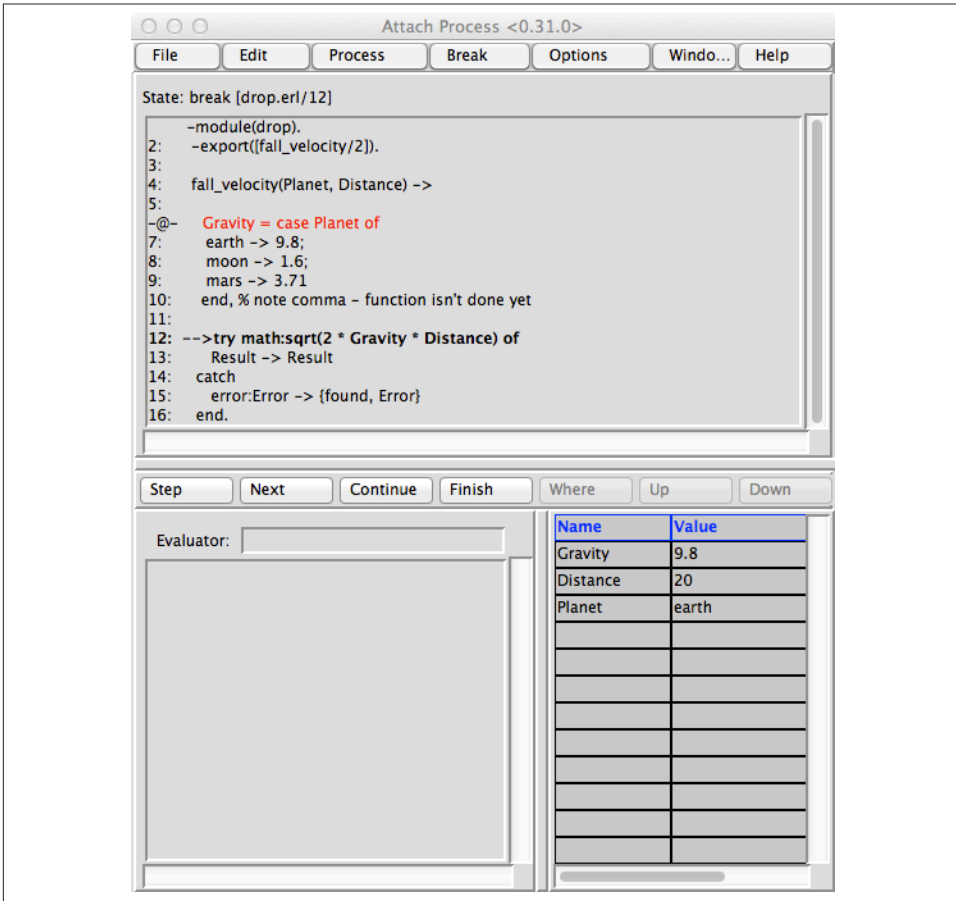 Attach Process <0.31.0>
File Edit Process Break Options Windo... Help
State: break [drop.erl/12]
-module(drop).
2: -export([fall_velocity/2]).
3:
4: fall_velocity(Planet, Distance) ->
5:
-@- Gravity = case Planet of
7: earth -> 9.8;
8: moon -> 1.6;
9: mars -> 3.71
10: end, % note comma - function isn't done yet
11:
12: -->try math:sqrt(2 * Gravity * Distance) of
13: Result -> Result
14: catch
15: error:Error -> {found, Error}
16: end.
Step Next Continue Finish Where Up Down
Evaluator:
Name Value
Gravity 9.8
Distance 20
Planet earth